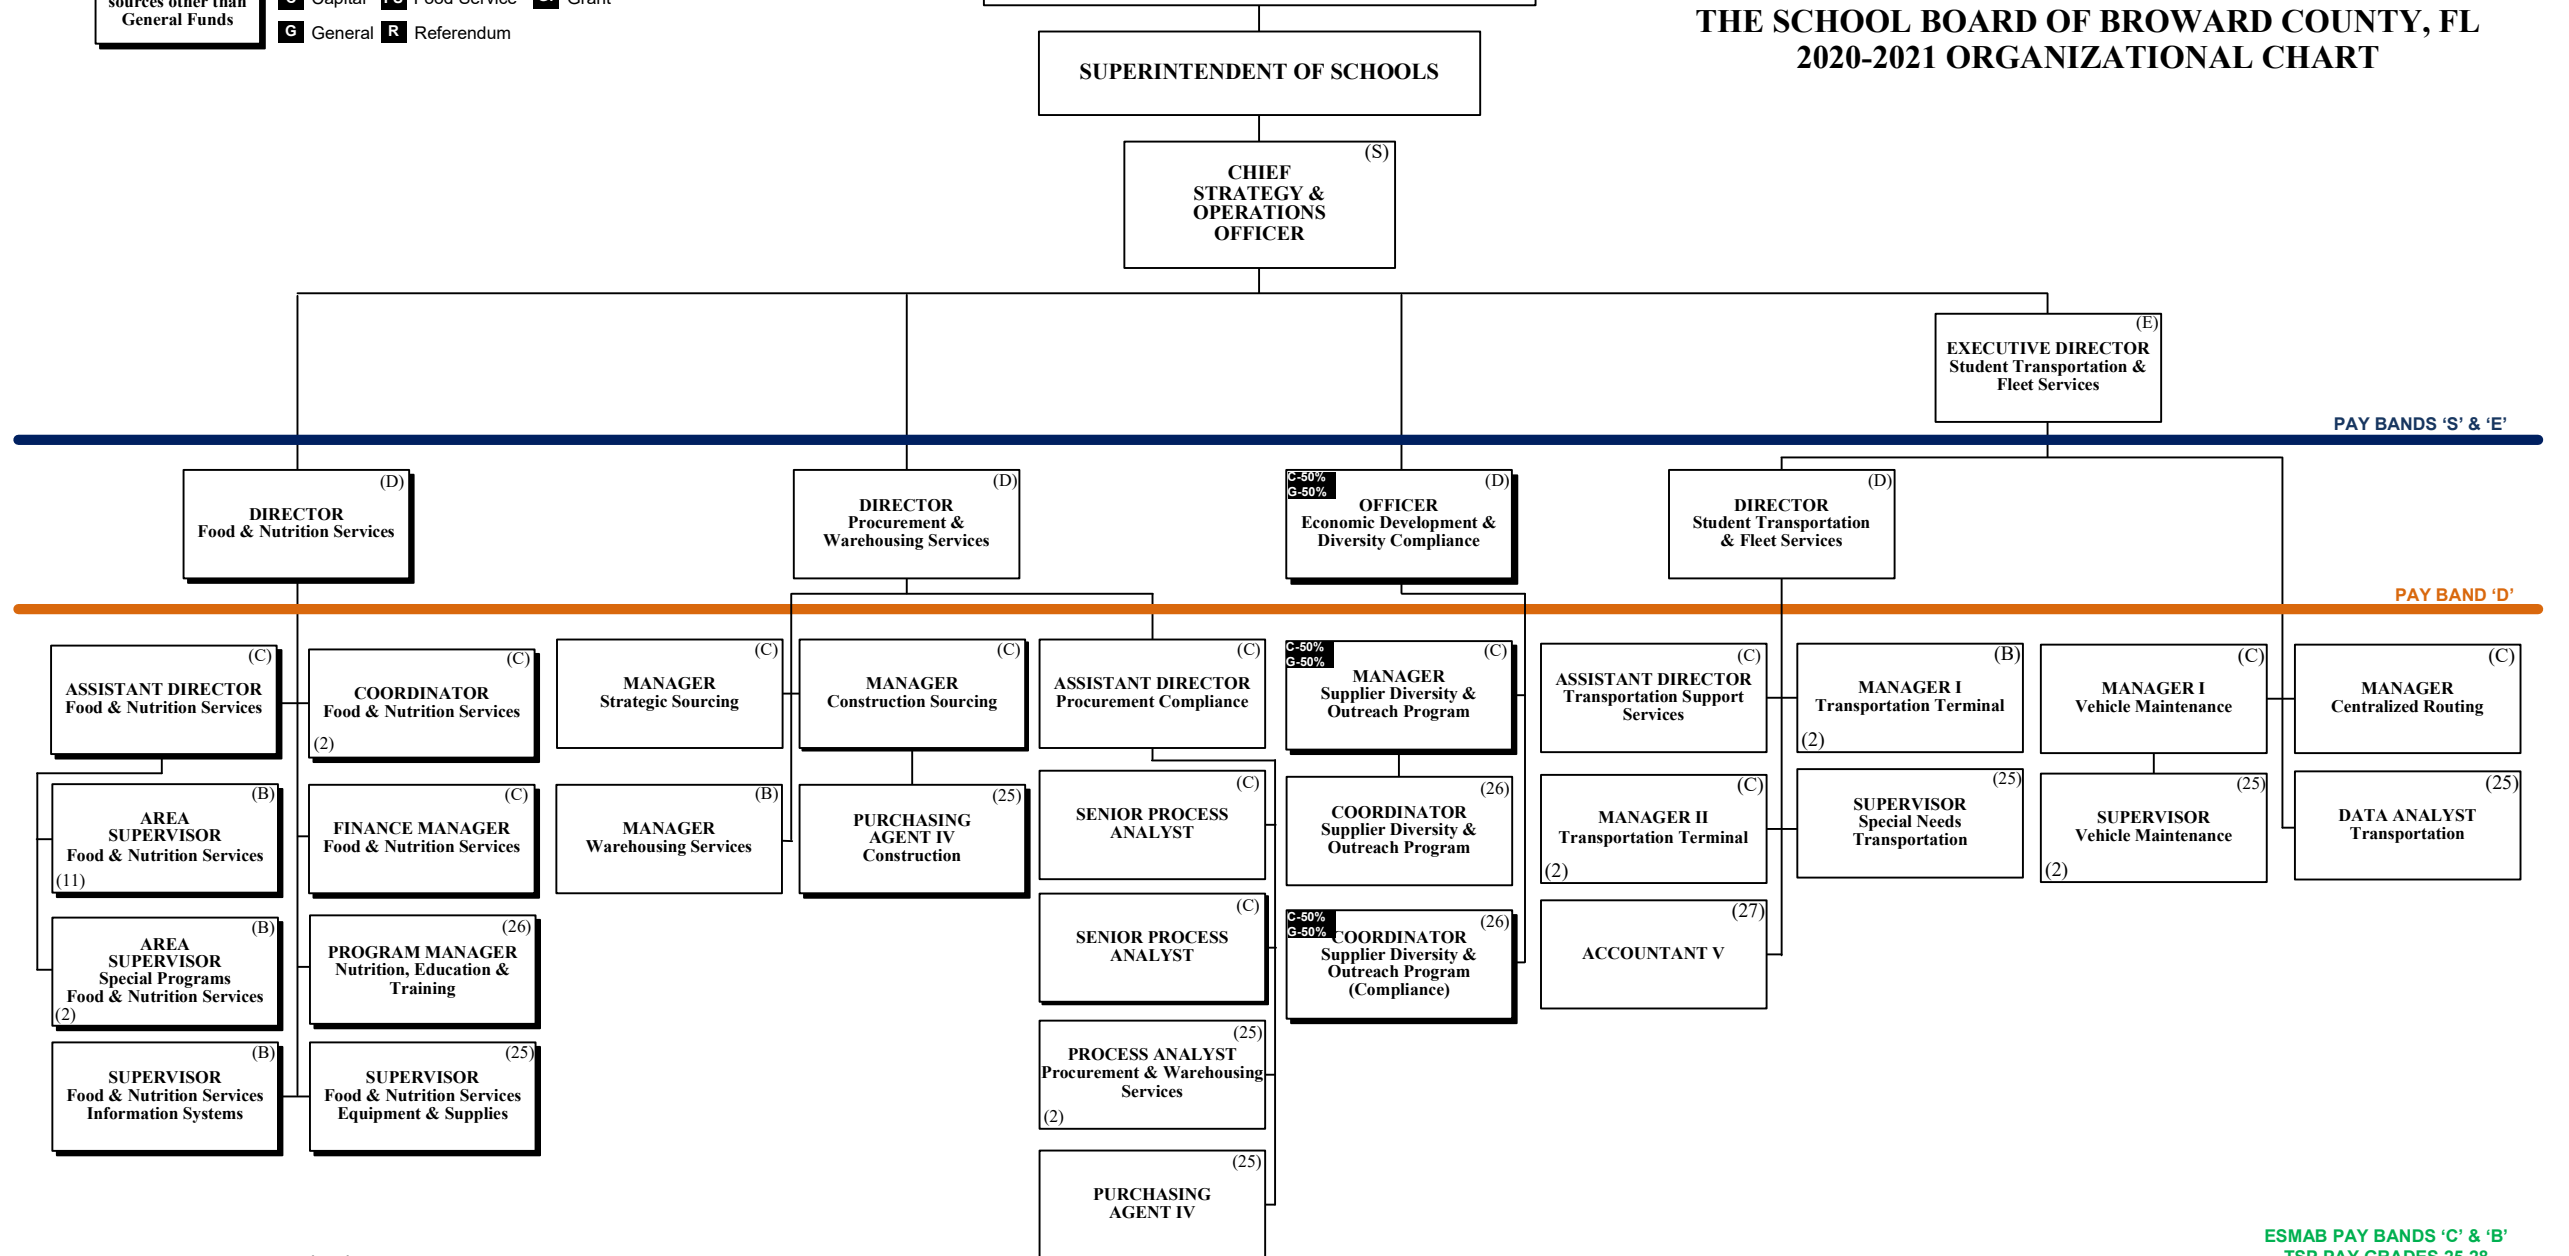 sources other than
General Funds
C Capital FS Food Service GR Grant
G General R Referendum
THE SCHOOL BOARD OF BROWARD COUNTY, FL
2020-2021 ORGANIZATIONAL CHART
SUPERINTENDENT OF SCHOOLS
(S)
CHIEF
STRATEGY &
OPERATIONS
OFFICER
(E)
EXECUTIVE DIRECTOR
Student Transportation &
Fleet Services
PAY BANDS ‘S’ & ‘E’
(D)
DIRECTOR
Food & Nutrition Services
(D)
DIRECTOR
Procurement &
Warehousing Services
C-50%
G-50%
(D)
OFFICER
Economic Development &
Diversity Compliance
(D)
DIRECTOR
Student Transportation
& Fleet Services
PAY BAND ‘D’
(C)
ASSISTANT DIRECTOR
Food & Nutrition Services
(C)
COORDINATOR
Food & Nutrition Services
(2)
(C)
MANAGER
Strategic Sourcing
(C)
MANAGER
Construction Sourcing
(C)
ASSISTANT DIRECTOR
Procurement Compliance
C-50%
G-50%
(C)
MANAGER
Supplier Diversity &
Outreach Program
(C)
ASSISTANT DIRECTOR
Transportation Support
Services
(B)
MANAGER I
Transportation Terminal
(2)
(C)
MANAGER I
Vehicle Maintenance
(C)
MANAGER
Centralized Routing
(B)
AREA
SUPERVISOR
Food & Nutrition Services
(11)
(C)
FINANCE MANAGER
Food & Nutrition Services
(B)
MANAGER
Warehousing Services
(25)
PURCHASING
AGENT IV
Construction
(C)
SENIOR PROCESS
ANALYST
(26)
COORDINATOR
Supplier Diversity &
Outreach Program
(C)
MANAGER II
Transportation Terminal
(2)
(25)
SUPERVISOR
Special Needs
Transportation
(25)
SUPERVISOR
Vehicle Maintenance
(2)
(25)
DATA ANALYST
Transportation
(B)
AREA
SUPERVISOR
Special Programs
Food & Nutrition Services
(2)
(26)
PROGRAM MANAGER
Nutrition, Education &
Training
(C)
SENIOR PROCESS
ANALYST
C-50%
G-50%
(26)
COORDINATOR
Supplier Diversity &
Outreach Program
(Compliance)
(27)
ACCOUNTANT V
(B)
SUPERVISOR
Food & Nutrition Services
Information Systems
(25)
SUPERVISOR
Food & Nutrition Services
Equipment & Supplies
(25)
PROCESS ANALYST
Procurement & Warehousing
Services
(2)
(25)
PURCHASING
AGENT IV
ESMAB PAY BANDS ‘C’ & ‘B’
TSP PAY GRADES 25-28